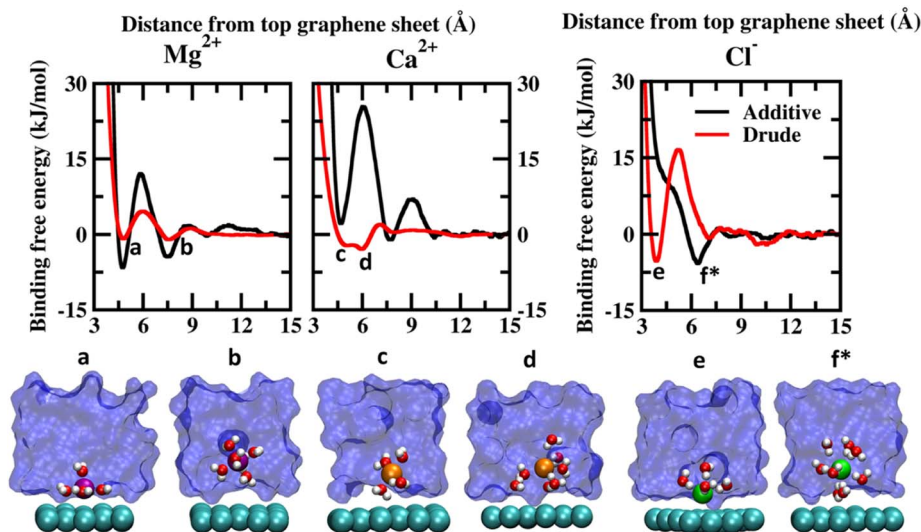 Distance from top graphene sheet (Å)
Distance from top graphene sheet (Å)
Mg²⁺
Ca²⁺
Cl⁻
Binding free energy (kJ/mol)
30
15
0
-15
3 6 9 12 15
a
b
3 6 9 12 15
30
15
0
-15
c
d
Binding free energy (kJ/mol)
30
15
0
-15
3 6 9 12 15
Additive
Drude
e
f*
a b c d e f*